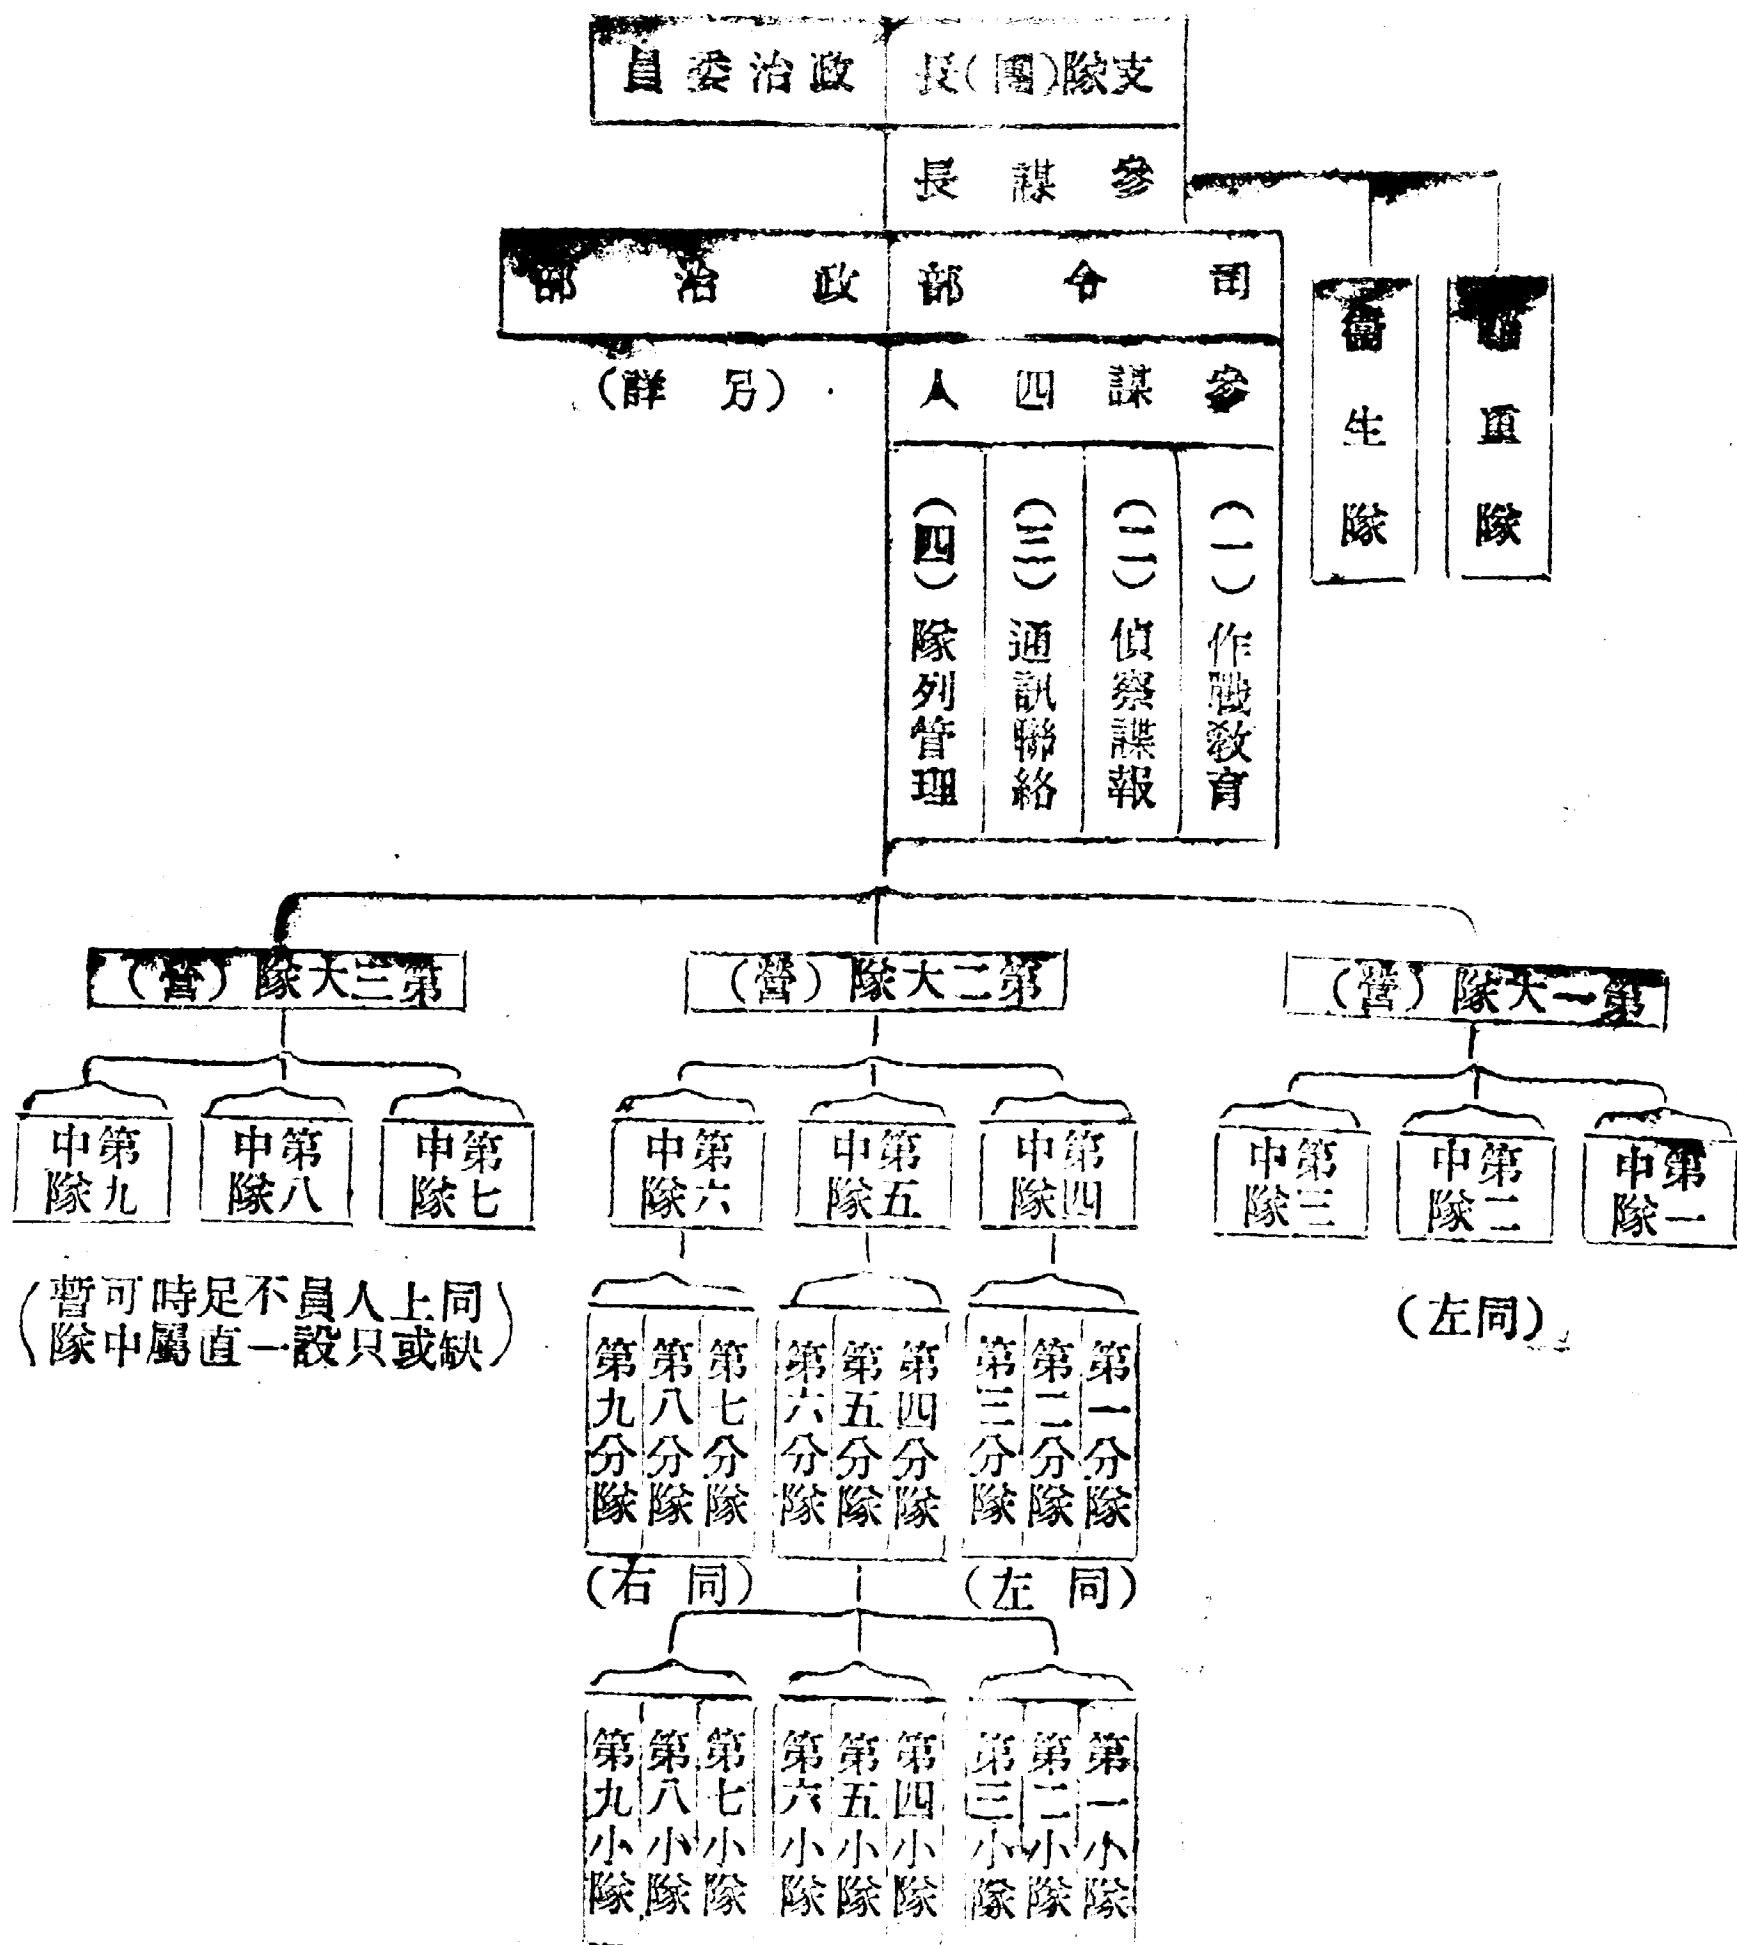 支隊(團)長
政治委員
參謀長
司令部
政治部
參謀四人
(另詳)
(一)作戰教育
(二)偵察諜報
(三)通訊聯絡
(四)隊列管理
重隊
衛生隊
第一大隊(營)
第二大隊(營)
第三大隊(營)
第一中隊
第二中隊
第三中隊
第四中隊
第五中隊
第六中隊
第七中隊
第八中隊
第九中隊
(同左)
(同上人員不足時可暫
缺或只設一直屬中隊)
第一分隊
第二分隊
第三分隊
第四分隊
第五分隊
第六分隊
第七分隊
第八分隊
第九分隊
(同左)
(同右)
第一小隊
第二小隊
第三小隊
第四小隊
第五小隊
第六小隊
第七小隊
第八小隊
第九小隊